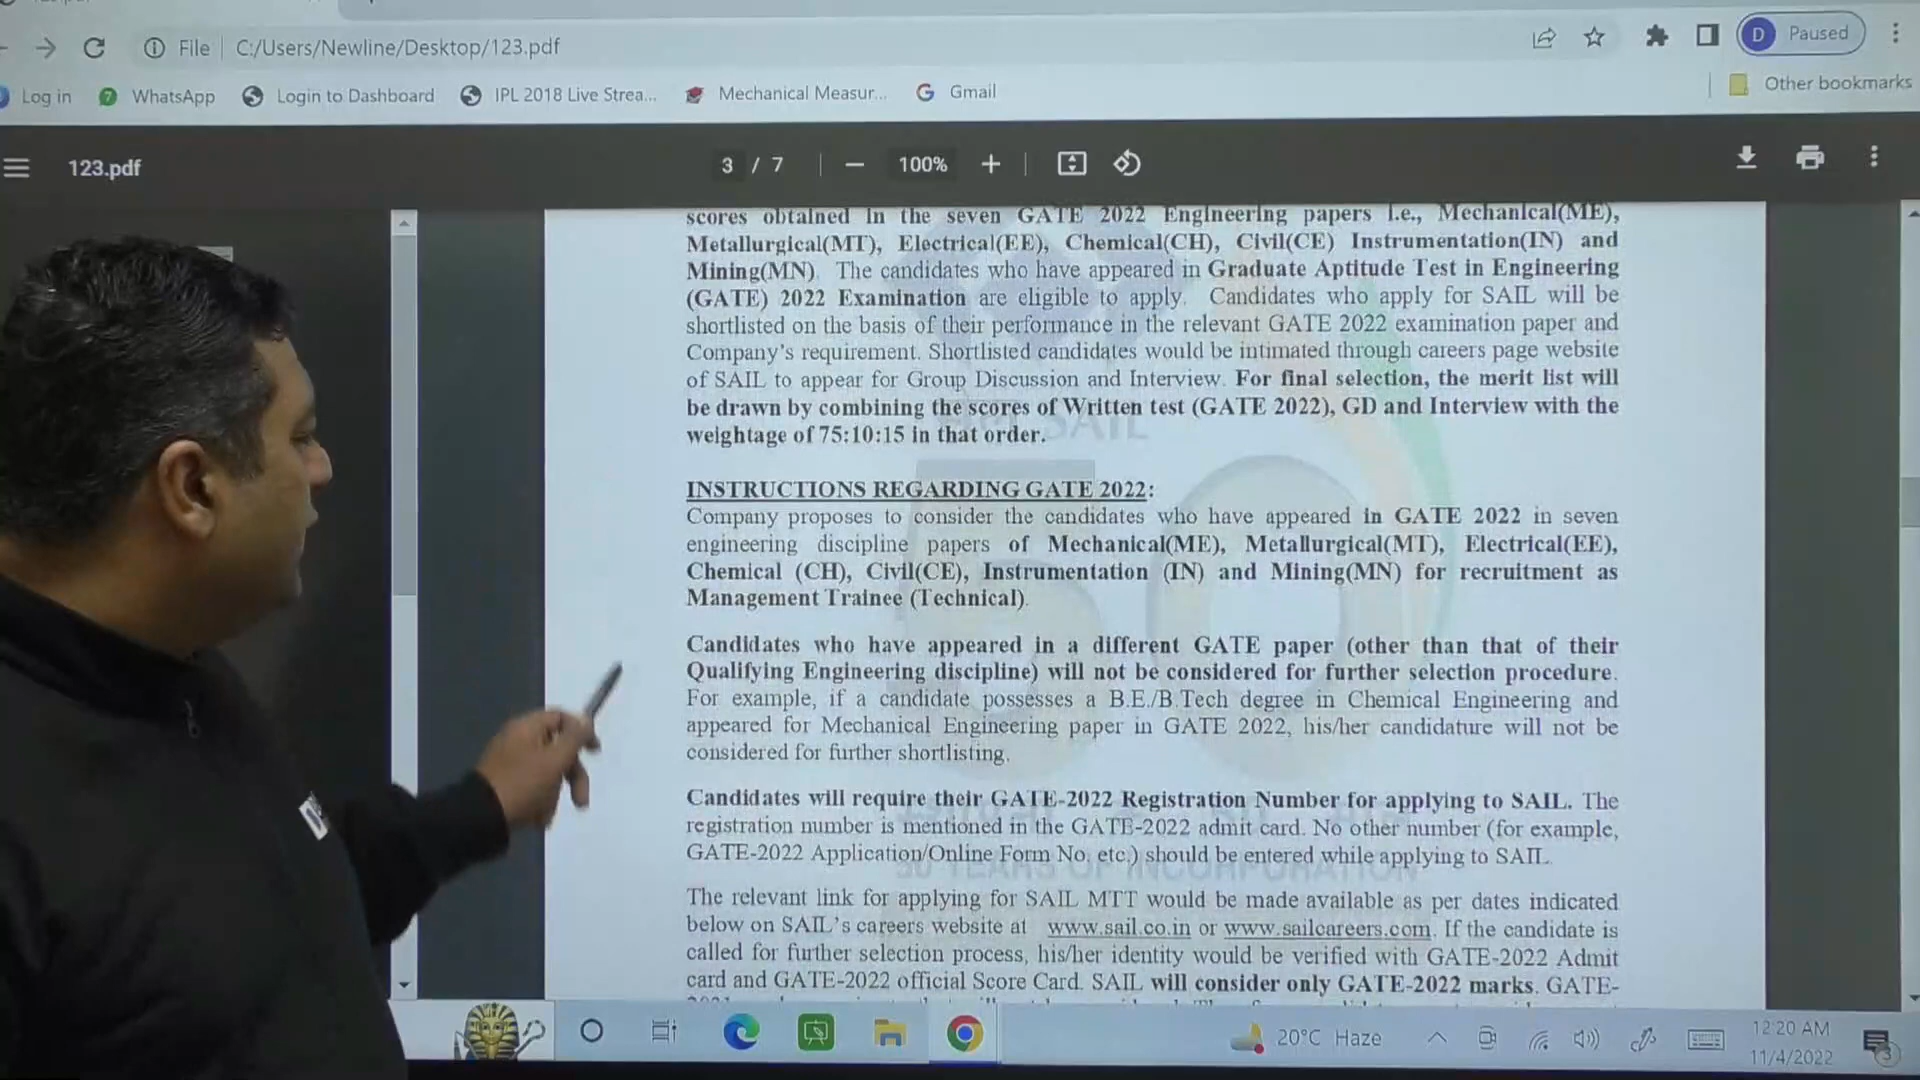 File C:/Users/Newline/Desktop/123.pdf
D Paused
Log in WhatsApp Login to Dashboard IPL 2018 Live Strea... Mechanical Measur... Gmail Other bookmarks
123.pdf 3 / 7 100%
scores obtained in the seven GATE 2022 Engineering papers i.e., Mechanical(ME),
Metallurgical(MT), Electrical(EE), Chemical(CH), Civil(CE) Instrumentation(IN) and
Mining(MN). The candidates who have appeared in Graduate Aptitude Test in Engineering
(GATE) 2022 Examination are eligible to apply. Candidates who apply for SAIL will be
shortlisted on the basis of their performance in the relevant GATE 2022 examination paper and
Company's requirement. Shortlisted candidates would be intimated through careers page website
of SAIL to appear for Group Discussion and Interview. For final selection, the merit list will
be drawn by combining the scores of Written test (GATE 2022), GD and Interview with the
weightage of 75:10:15 in that order.
INSTRUCTIONS REGARDING GATE 2022:
Company proposes to consider the candidates who have appeared in GATE 2022 in seven
engineering discipline papers of Mechanical(ME), Metallurgical(MT), Electrical(EE),
Chemical (CH), Civil(CE), Instrumentation (IN) and Mining(MN) for recruitment as
Management Trainee (Technical).
Candidates who have appeared in a different GATE paper (other than that of their
Qualifying Engineering discipline) will not be considered for further selection procedure.
For example, if a candidate possesses a B.E./B.Tech degree in Chemical Engineering and
appeared for Mechanical Engineering paper in GATE 2022, his/her candidature will not be
considered for further shortlisting.
Candidates will require their GATE-2022 Registration Number for applying to SAIL. The
registration number is mentioned in the GATE-2022 admit card. No other number (for example,
GATE-2022 Application/Online Form No. etc.) should be entered while applying to SAIL.
The relevant link for applying for SAIL MTT would be made available as per dates indicated
below on SAIL's careers website at www.sail.co.in or www.sailcareers.com. If the candidate is
called for further selection process, his/her identity would be verified with GATE-2022 Admit
card and GATE-2022 official Score Card. SAIL will consider only GATE-2022 marks. GATE-
SAIL
50
YEARS OF INCORPORATION
20°C Haze
12:20 AM
11/4/2022
3